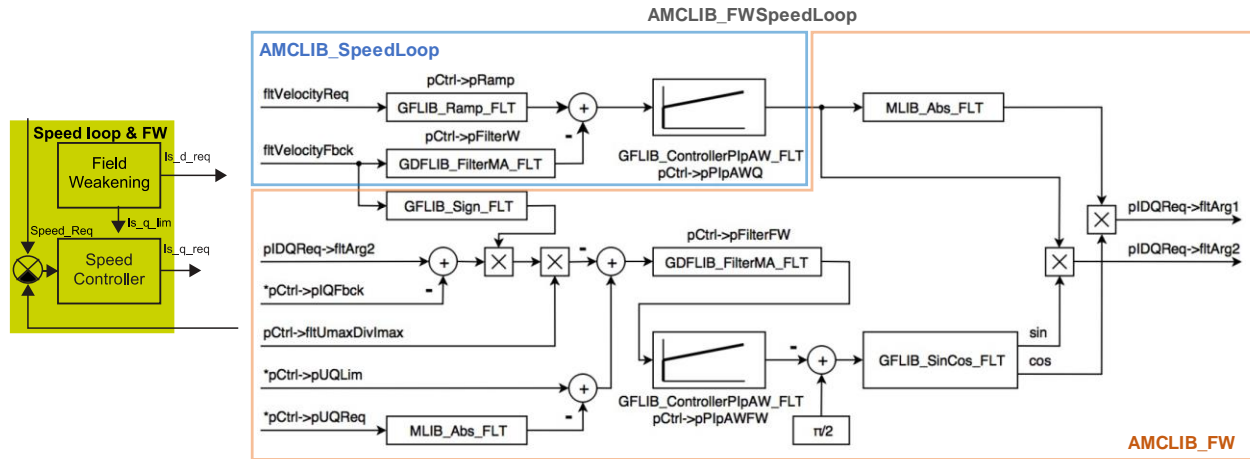 AMCLIB_FWSpeedLoop
AMCLIB_SpeedLoop
fltVelocityReq
pCtrl->pRamp
GFLIB_Ramp_FLT
+
-
fltVelocityFbck
pCtrl->pFilterW
GDFLIB_FilterMA_FLT
GFLIB_ControllerPIpAW_FLT
pCtrl->pPIpAWQ
MLIB_Abs_FLT
Speed loop & FW
Field
Weakening
Is_d_req
Is_q_lim
Speed_Req
Speed
Controller
Is_q_req
GFLIB_Sign_FLT
pIDQReq->fltArg2
+
-
×
×
-
+
*pCtrl->pIQFbck
pCtrl->fltUmaxDivImax
*pCtrl->pUQLim
+
-
*pCtrl->pUQReq
MLIB_Abs_FLT
pCtrl->pFilterFW
GDFLIB_FilterMA_FLT
GFLIB_ControllerPIpAW_FLT
pCtrl->pPIpAWFW
-
+
π/2
GFLIB_SinCos_FLT
sin
cos
×
pIDQReq->fltArg1
×
pIDQReq->fltArg2
AMCLIB_FW